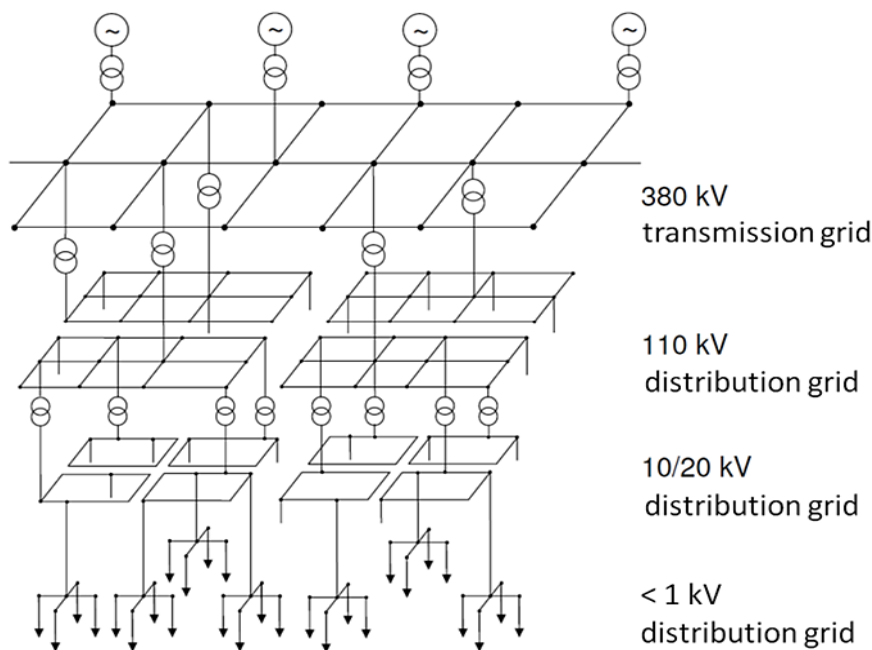 ~ ~ ~ ~
380 kV
transmission grid
110 kV
distribution grid
10/20 kV
distribution grid
< 1 kV
distribution grid